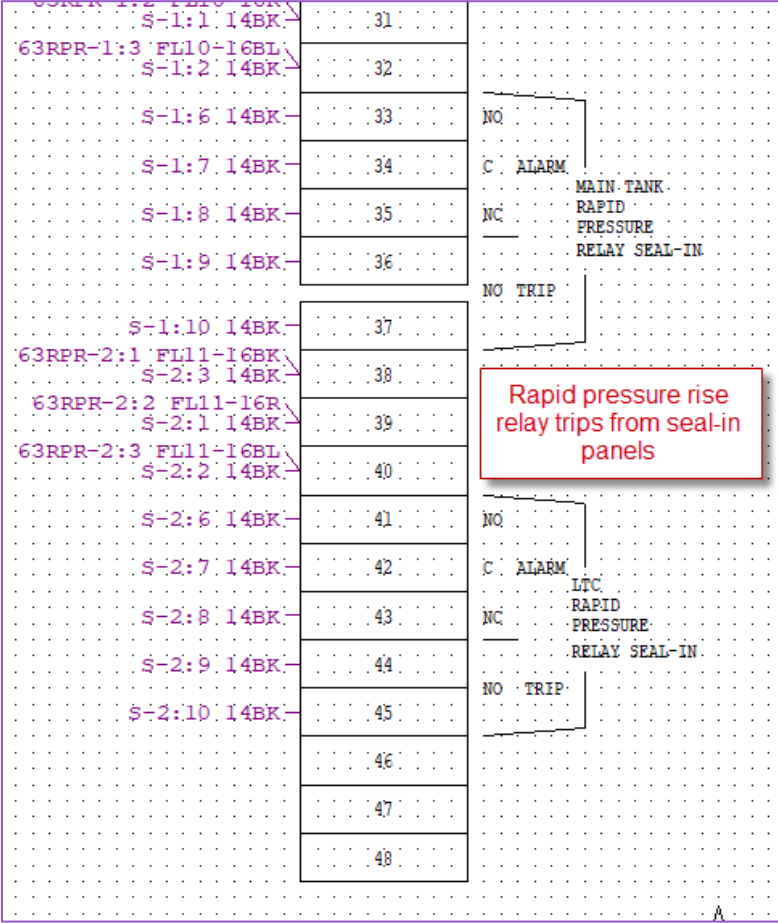 S-1:1 14BK 31
63RPR-1:3 FL10-16BL
S-1:2 14BK 32
S-1:6 14BK 33 NO
S-1:7 14BK 34 C ALARM
MAIN TANK
RAPID
PRESSURE
RELAY SEAL-IN
S-1:8 14BK 35 NC
S-1:9 14BK 36
NO TRIP
S-1:10 14BK 37
63RPR-2:1 FL11-16BK
S-2:3 14BK 38
63RPR-2:2 FL11-16R
S-2:1 14BK 39
63RPR-2:3 FL11-16BL
S-2:2 14BK 40
Rapid pressure rise
relay trips from seal-in
panels
S-2:6 14BK 41 NO
S-2:7 14BK 42 C ALARM
LTC
RAPID
PRESSURE
RELAY SEAL-IN
S-2:8 14BK 43 NC
S-2:9 14BK 44
NO TRIP
S-2:10 14BK 45
46
47
48
A